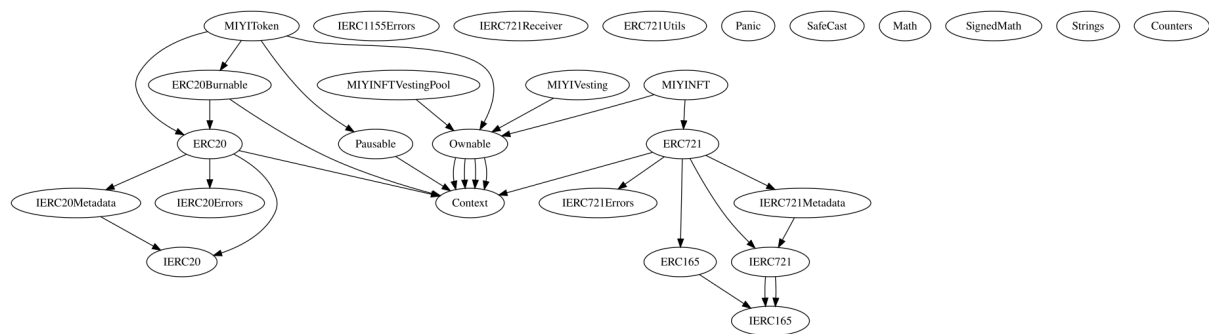 MIYIToken
IERC1155Errors
IERC721Receiver
ERC721Utils
Panic
SafeCast
Math
SignedMath
Strings
Counters
ERC20Burnable
MIYINFTVestingPool
MIYIVesting
MIYINFT
ERC20
Pausable
Ownable
ERC721
IERC20Metadata
IERC20Errors
Context
IERC721Errors
IERC721Metadata
IERC20
ERC165
IERC721
IERC165